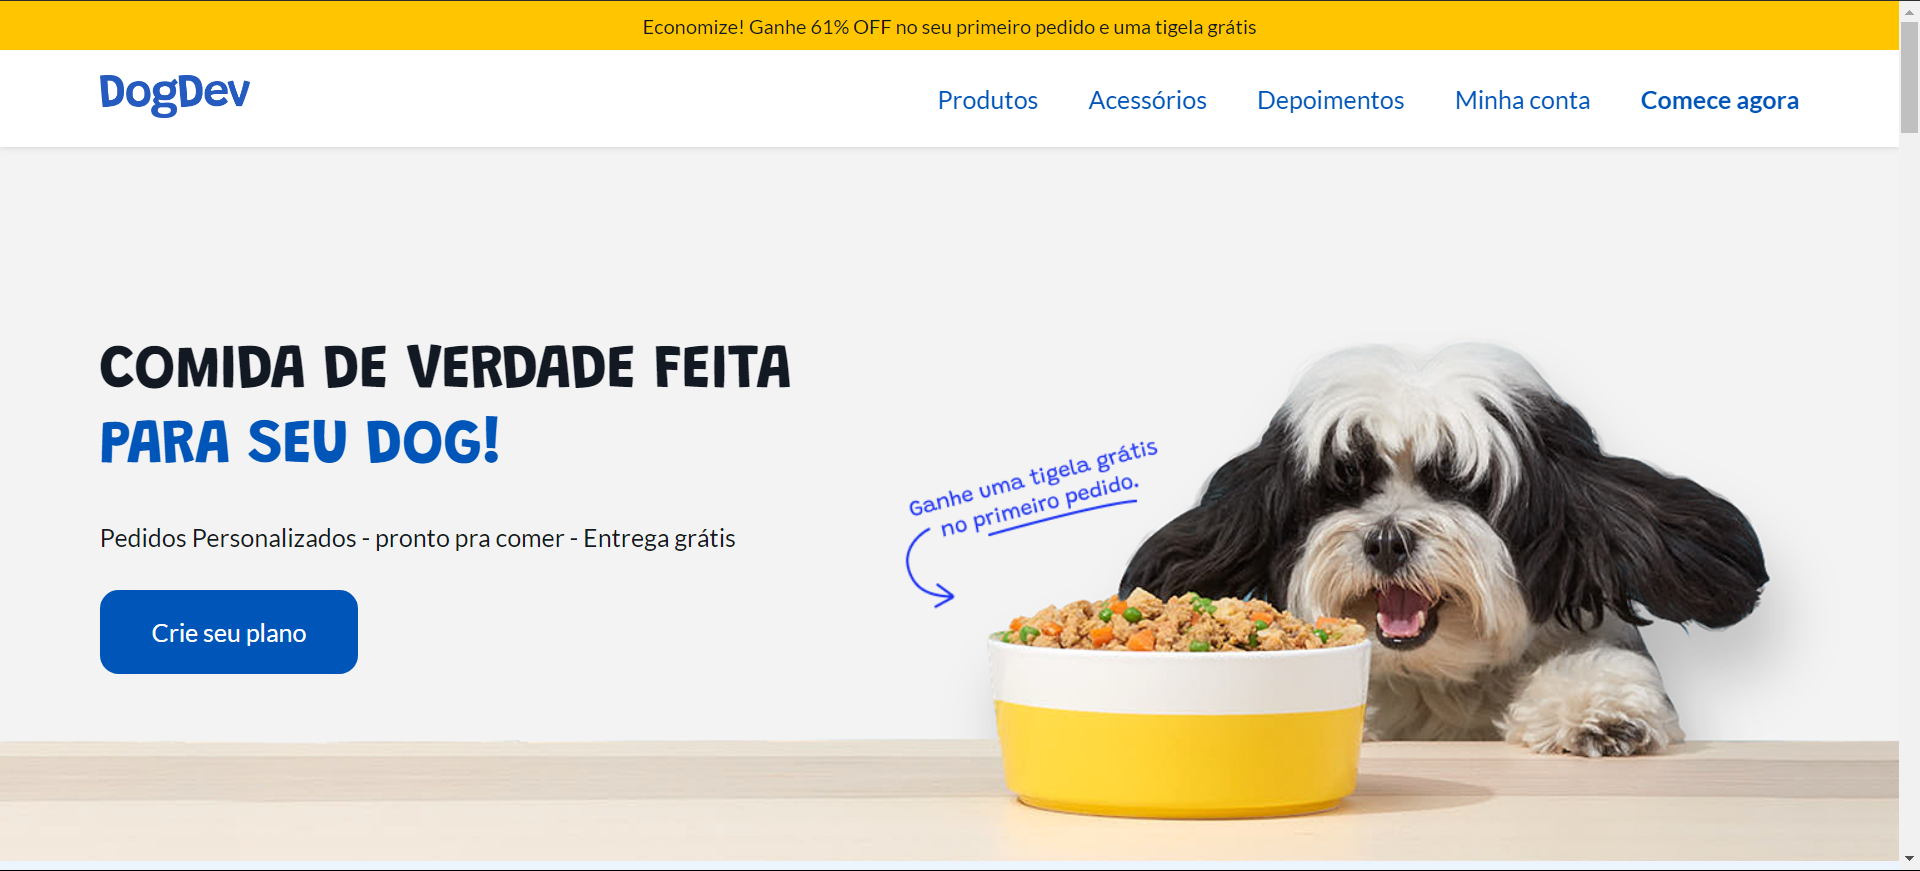 Economize! Ganhe 61% OFF no seu primeiro pedido e uma tigela grátis
DogDev
Produtos
Acessórios
Depoimentos
Minha conta
Comece agora
COMIDA DE VERDADE FEITA
PARA SEU DOG!
Ganhe uma tigela grátis
no primeiro pedido.
Pedidos Personalizados - pronto pra comer - Entrega grátis
Crie seu plano